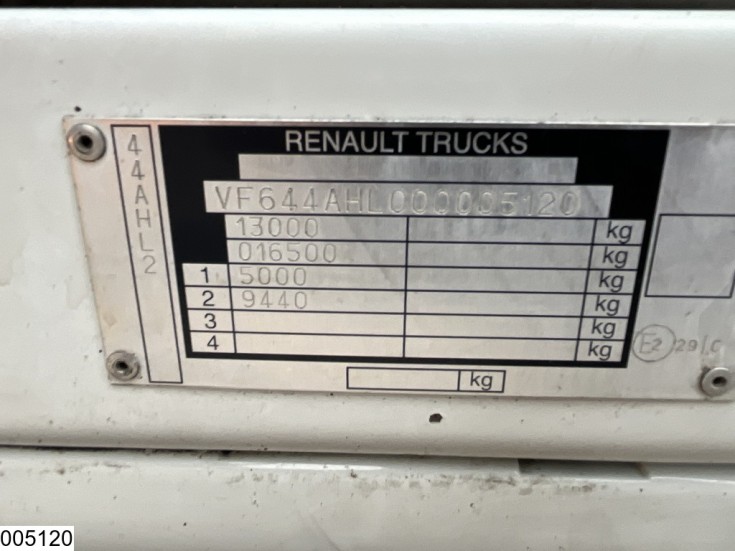 44AHL2
RENAULT TRUCKS
VF644AHL000005120
13000 kg
016500 kg
1 5000 kg
2 9440 kg
3 kg
4 kg
kg
E2 29/C
005120